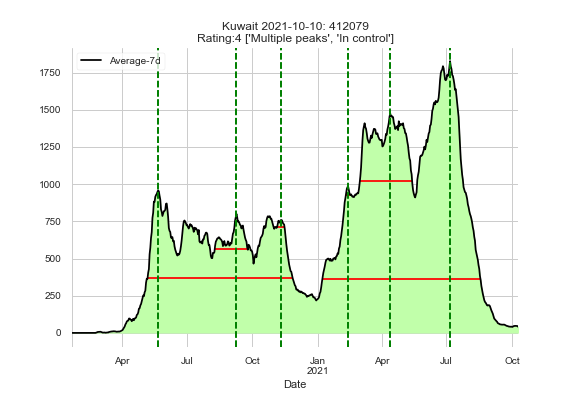 Kuwait 2021-10-10: 412079
Rating:4 ['Multiple peaks', 'In control']
Average-7d
1750
1500
1250
1000
750
500
250
0
Apr Jul Oct Jan Apr Jul Oct
2021
Date